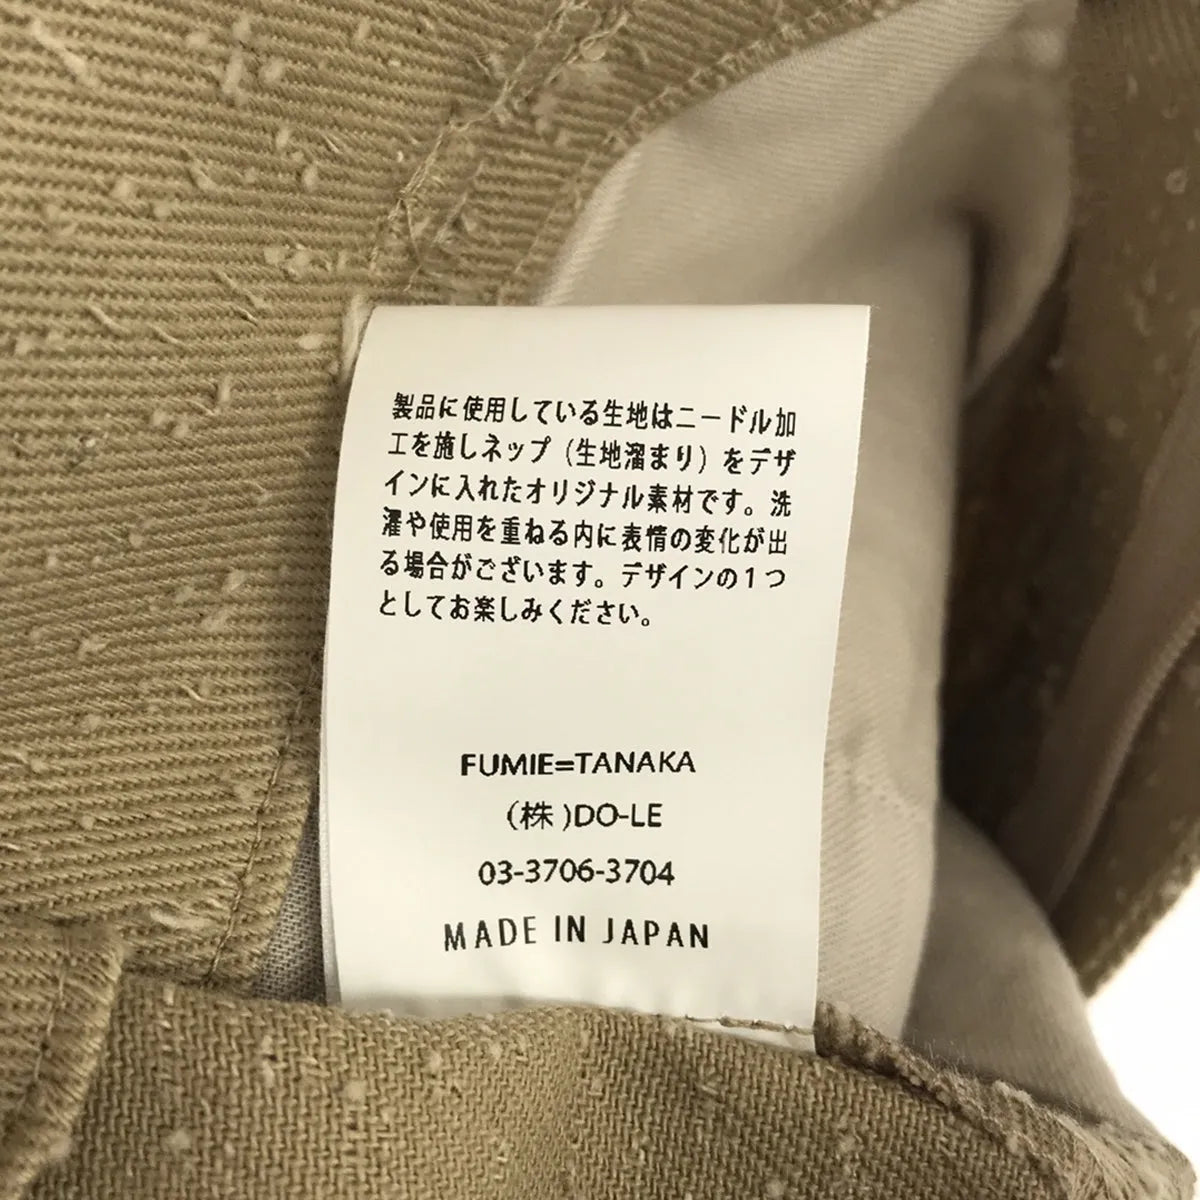 製品に使用している生地はニードル加
工を施しネップ（生地溜まり）をデザ
インに入れたオリジナル素材です。洗
濯や使用を重ねる内に表情の変化が出
る場合がございます。デザインの１つ
としてお楽しみください。
FUMIE=TANAKA
(株)DO-LE
03-3706-3704
MADE IN JAPAN